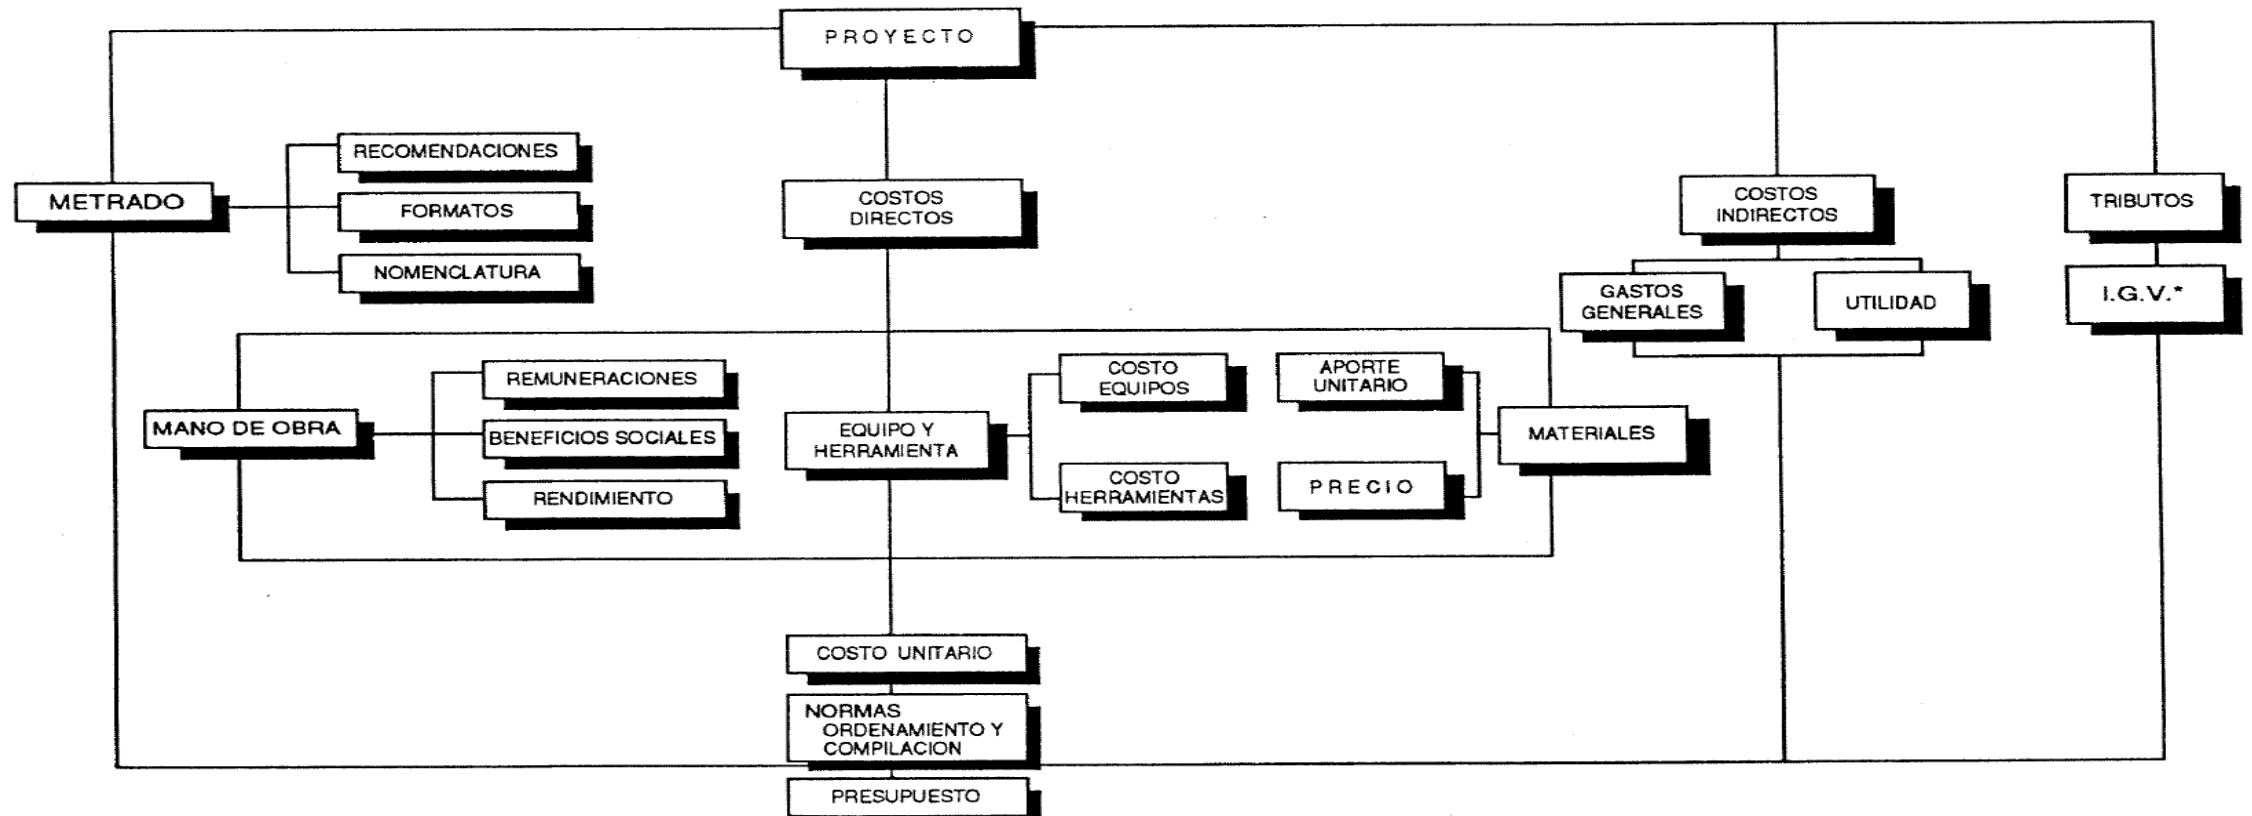 PROYECTO
RECOMENDACIONES
METRADO
FORMATOS
NOMENCLATURA
COSTOS
DIRECTOS
COSTOS
INDIRECTOS
TRIBUTOS
GASTOS
GENERALES
UTILIDAD
I.G.V.*
MANO DE OBRA
REMUNERACIONES
BENEFICIOS SOCIALES
RENDIMIENTO
EQUIPO Y
HERRAMIENTA
COSTO
EQUIPOS
COSTO
HERRAMIENTAS
APORTE
UNITARIO
PRECIO
MATERIALES
COSTO UNITARIO
NORMAS
ORDENAMIENTO Y
COMPILACION
PRESUPUESTO